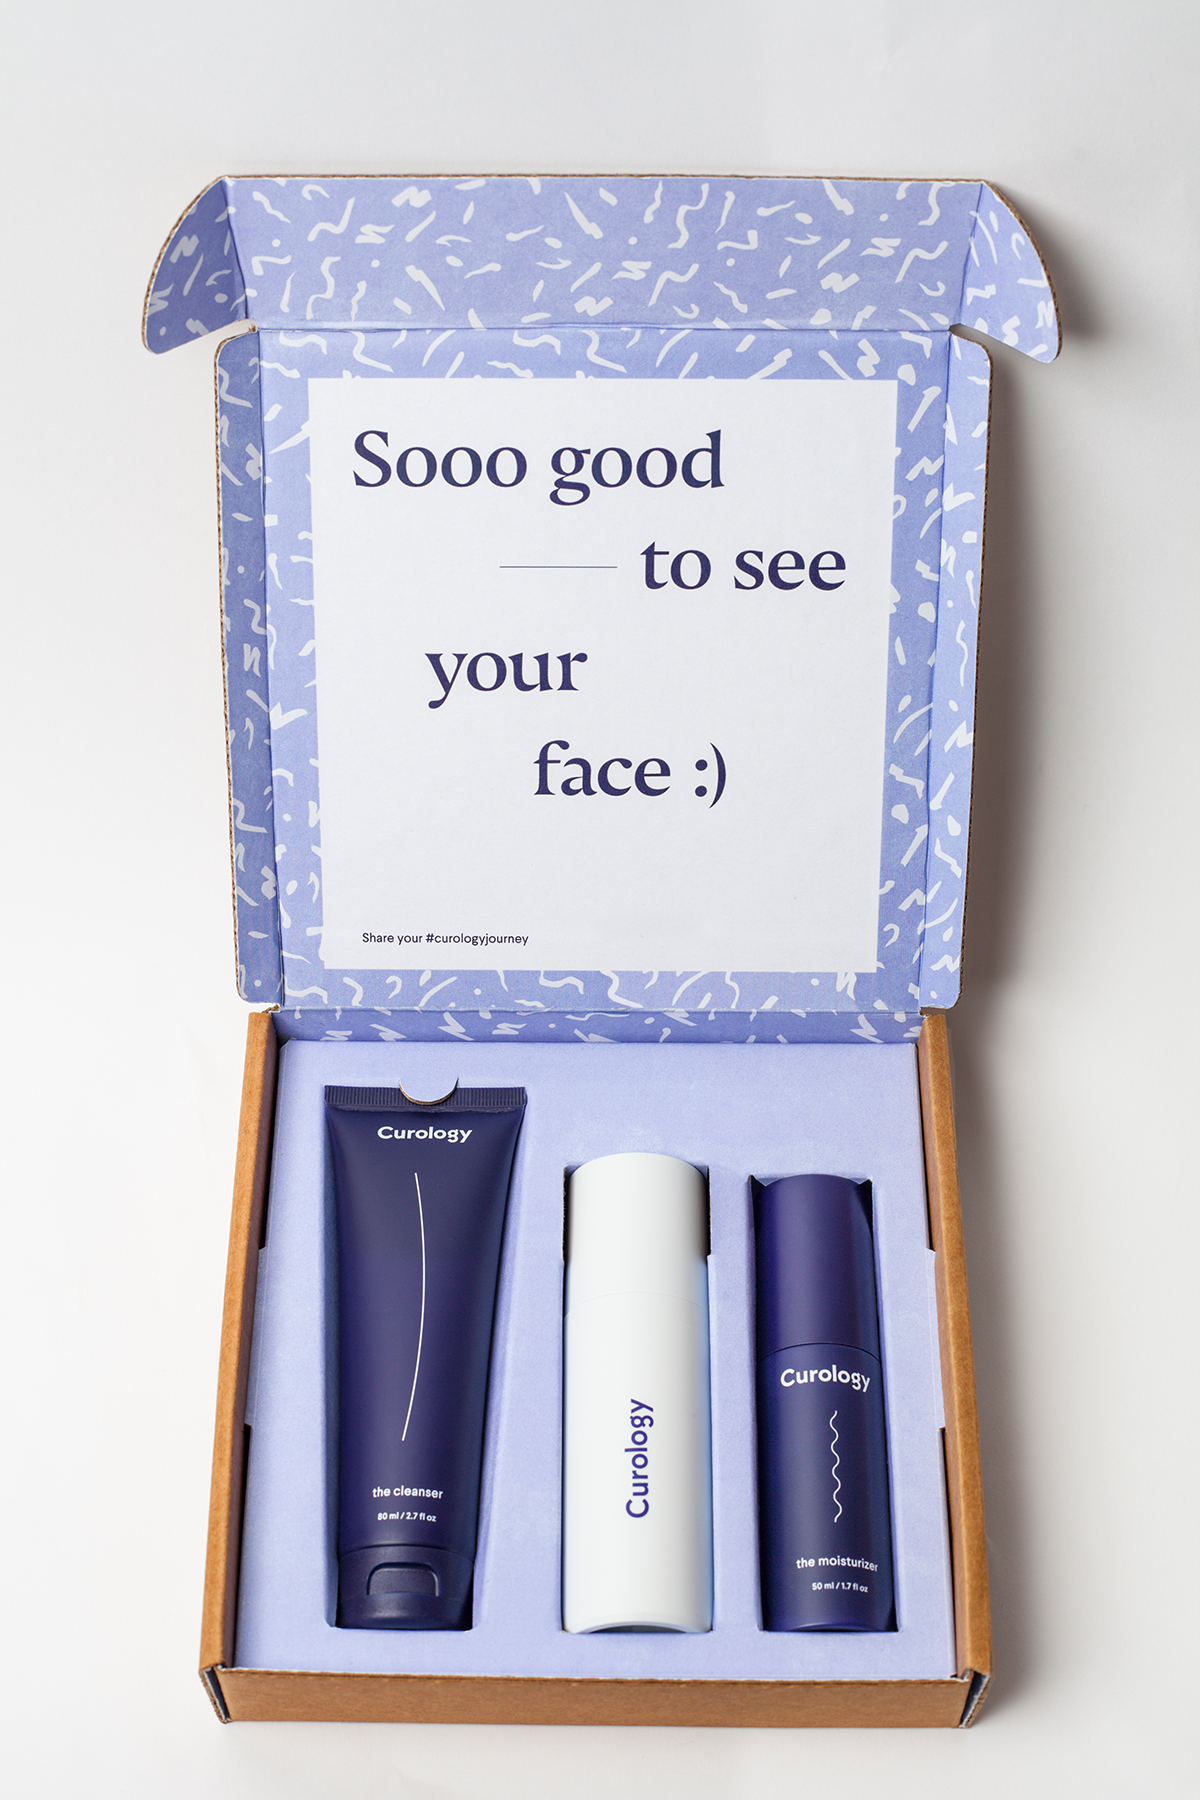 Sooo good
to see
your
face :)
Share your #curologyjourney
Curology
the cleanser
80 ml / 2.7 fl oz
Curology
Curology
the moisturizer
50 ml / 1.7 fl oz